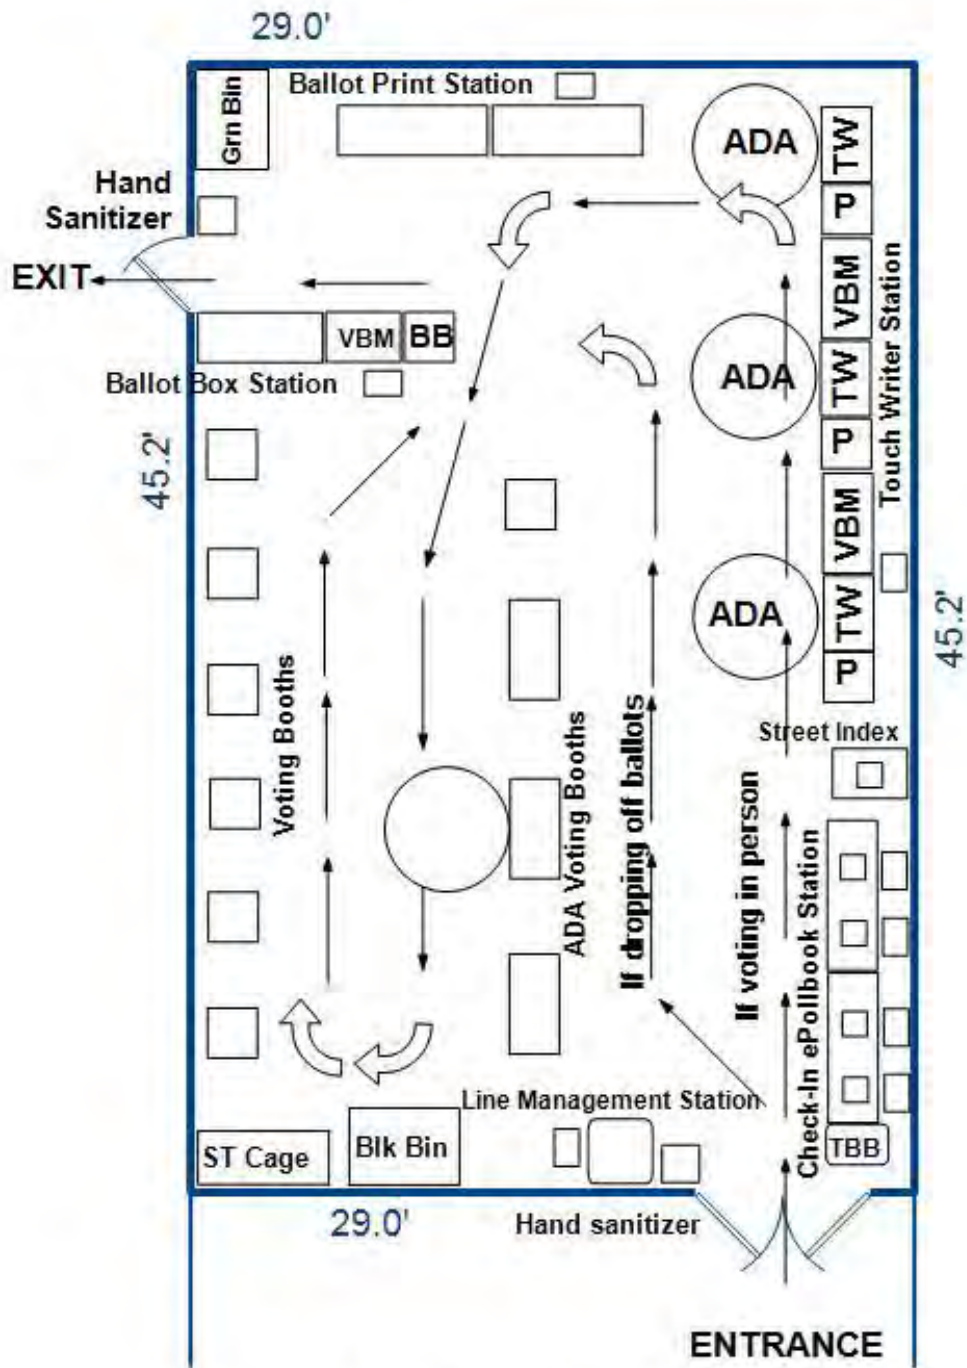 29.0'
Ballot Print Station
Grn Bin
ADA
TW
P
Hand
Sanitizer
EXIT
VBM
Touch Writer Station
VBM
BB
Ballot Box Station
ADA
TW
P
45.2'
VBM
ADA
TW
P
45.2'
Voting Booths
ADA Voting Booths
If dropping off ballots
If voting in person
Street Index
Check-In ePollbook Station
Line Management Station
TBB
ST Cage
Blk Bin
29.0'
Hand sanitizer
ENTRANCE